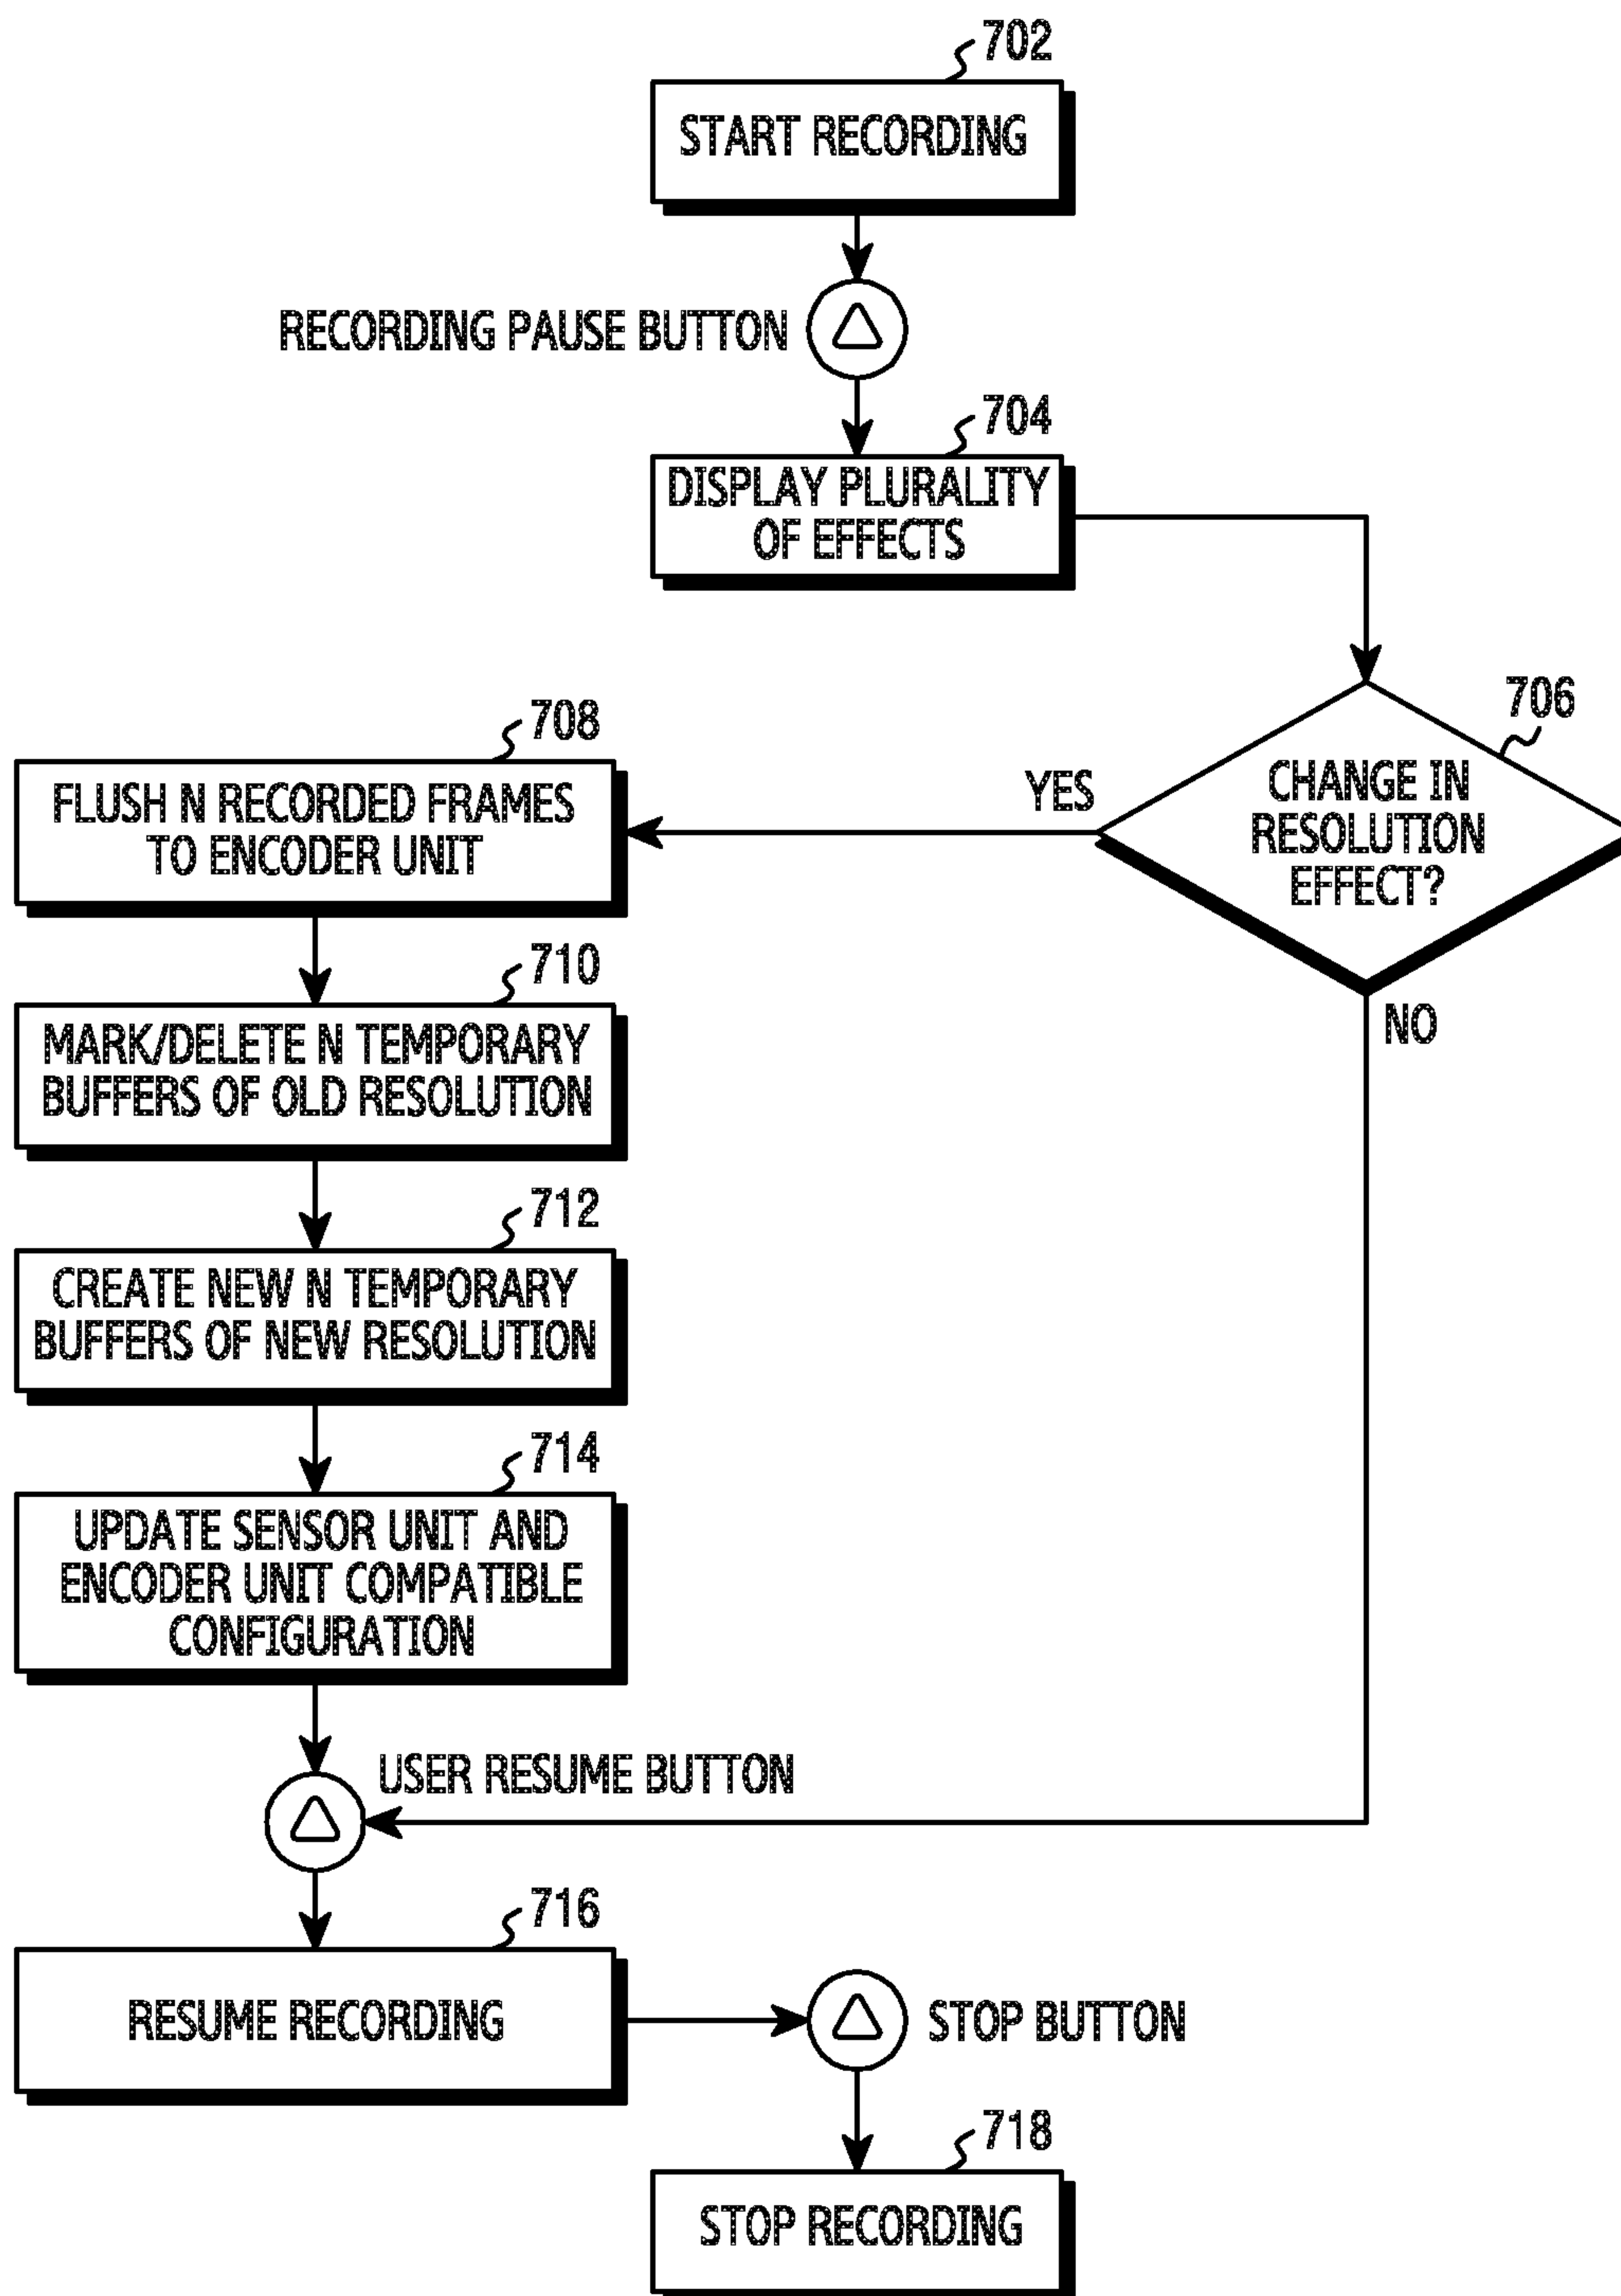 702
START RECORDING
RECORDING PAUSE BUTTON
704
DISPLAY PLURALITY
OF EFFECTS
706
CHANGE IN
RESOLUTION
EFFECT?
YES
NO
708
FLUSH N RECORDED FRAMES
TO ENCODER UNIT
710
MARK/DELETE N TEMPORARY
BUFFERS OF OLD RESOLUTION
712
CREATE NEW N TEMPORARY
BUFFERS OF NEW RESOLUTION
714
UPDATE SENSOR UNIT AND
ENCODER UNIT COMPATIBLE
CONFIGURATION
USER RESUME BUTTON
716
RESUME RECORDING
STOP BUTTON
718
STOP RECORDING